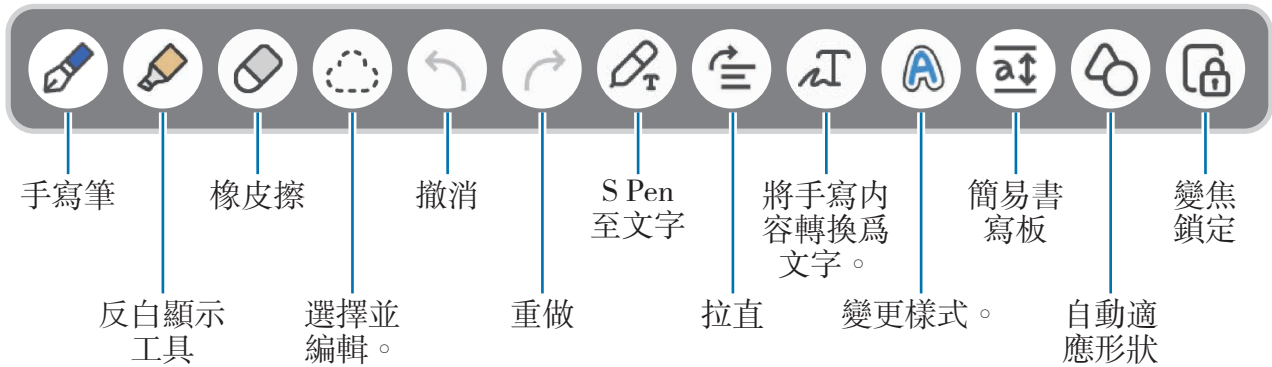 手寫筆
橡皮擦
撤消
S Pen
至文字
將手寫内
容轉換爲
文字。
簡易書
寫板
變焦
鎖定
反白顯示
工具
選擇並
編輯。
重做
拉直
變更樣式。
自動適
應形狀